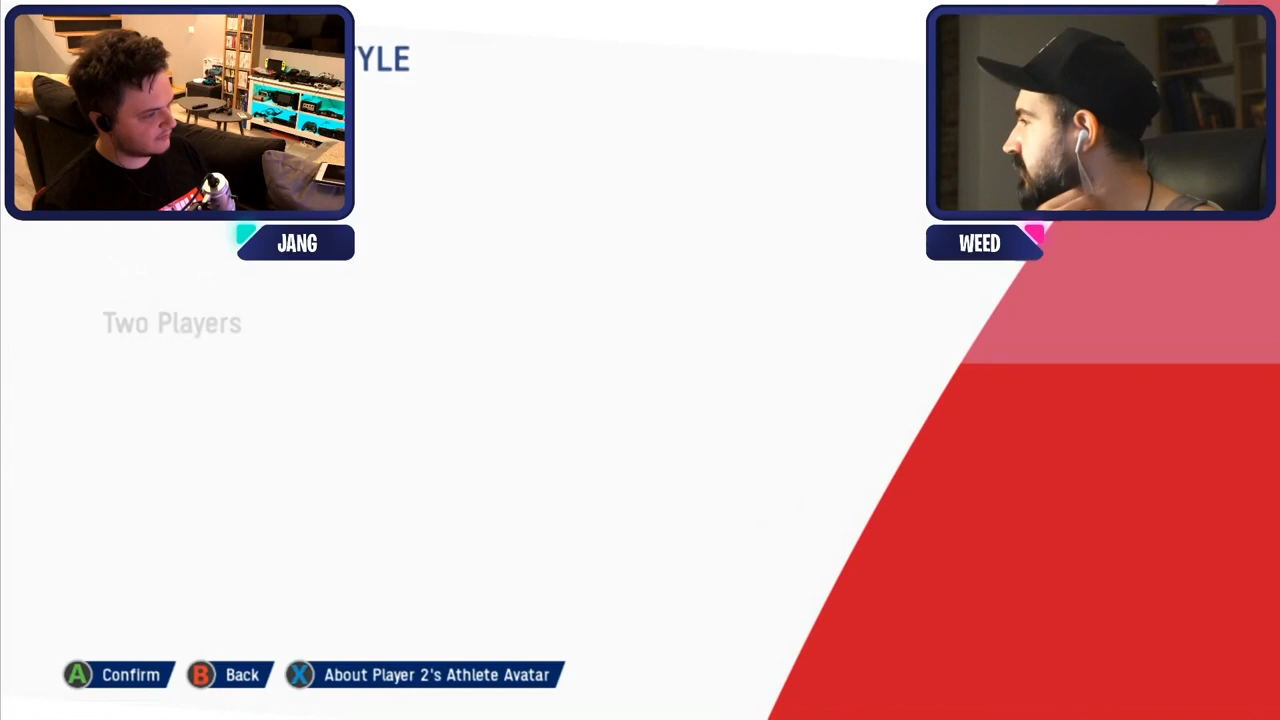 YLE
JANG
WEED
Two Players
A Confirm
B Back
X About Player 2's Athlete Avatar